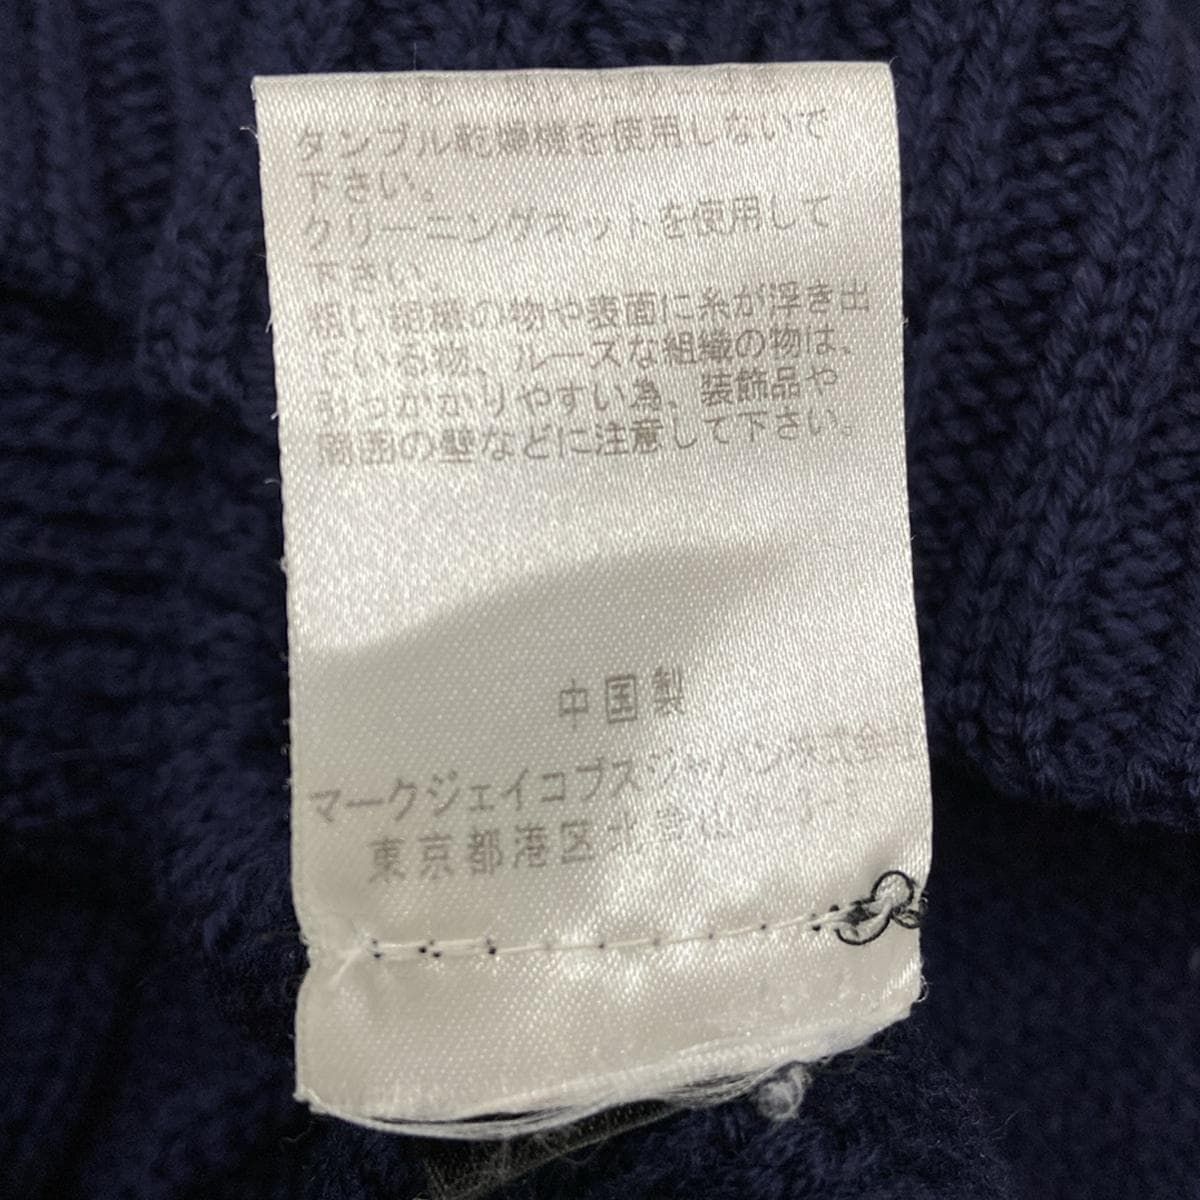 タンブル乾燥機を使用しないで
下さい。
クリーニングネットを使用して
下さい。
粗い組織の物や表面に糸が浮き出
ている物、ルーズな組織の物は、
引っかかりやすい為、装飾品や
周囲の壁などに注意して下さい。
中国製
マークジェイコブスジャパン株式会社
東京都港区北青山